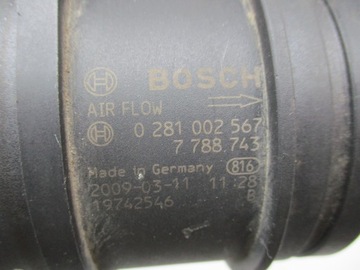 BOSCH
AIR FLOW
0 281 002 567
7 788 743
Made in Germany 816
2009-03-11 11:28
19742546 B